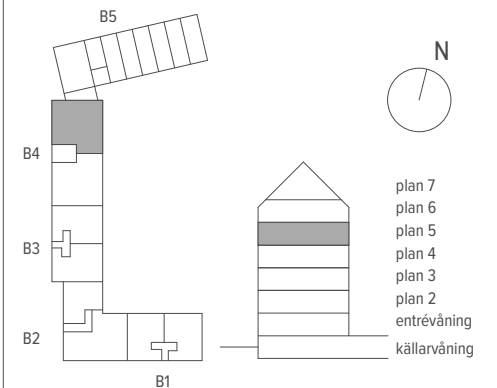 B5
N
B4
B3
B2
B1
plan 7
plan 6
plan 5
plan 4
plan 3
plan 2
entrévåning
källarvåning